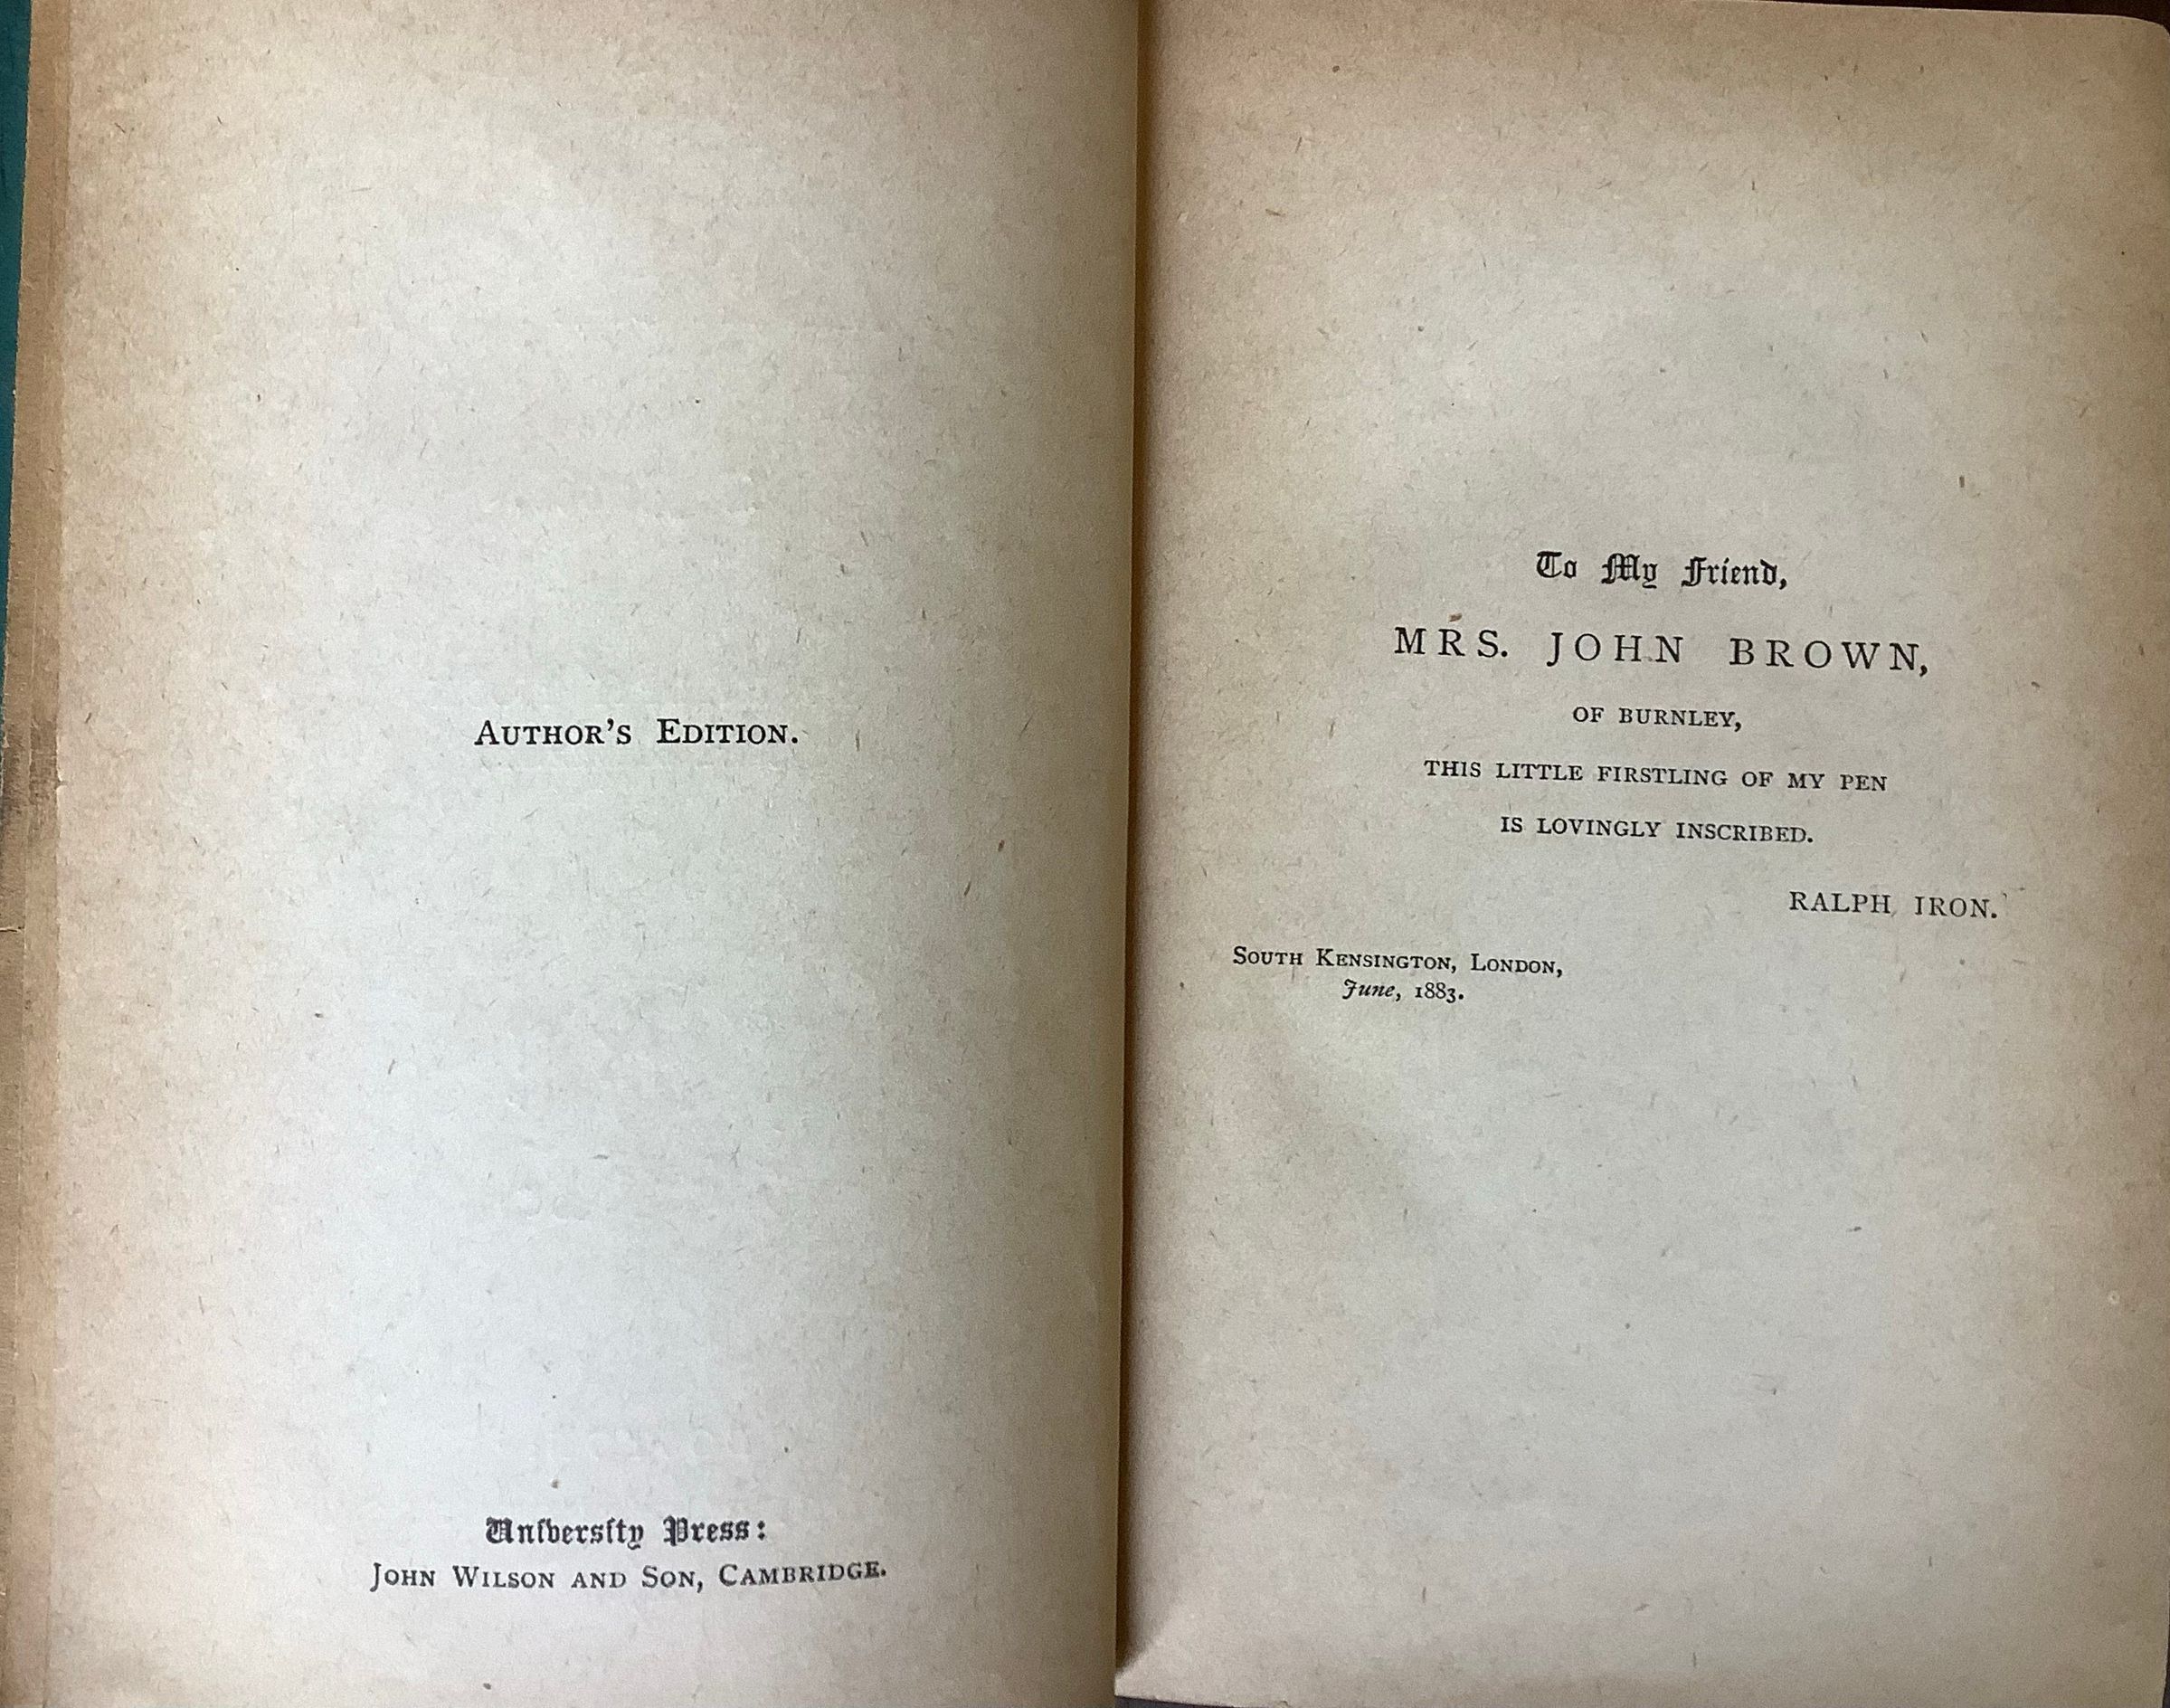 AUTHOR'S EDITION.
University Press:
JOHN WILSON AND SON, CAMBRIDGE.
To My Friend,
MRS. JOHN BROWN,
OF BURNLEY,
THIS LITTLE FIRSTLING OF MY PEN
IS LOVINGLY INSCRIBED.
RALPH IRON.
SOUTH KENSINGTON, LONDON,
June, 1883.